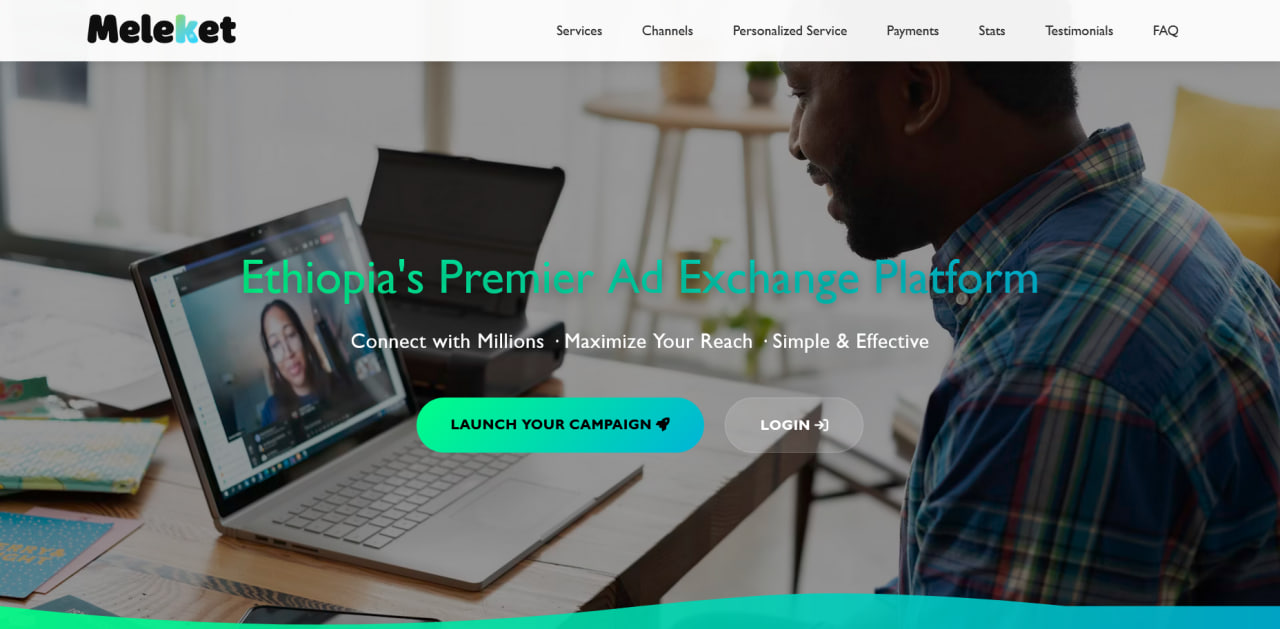 Meleket
Services Channels Personalized Service Payments Stats Testimonials FAQ
Ethiopia's Premier Ad Exchange Platform
Connect with Millions · Maximize Your Reach · Simple & Effective
LAUNCH YOUR CAMPAIGN
LOGIN